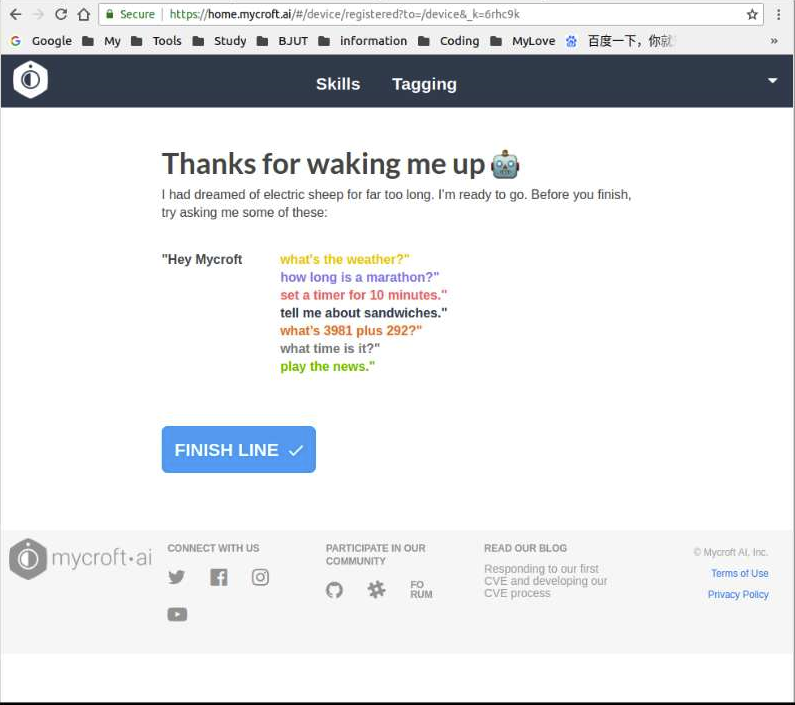 Secure https://home.mycroft.ai/#/device/registered?to=/device&_k=6rhc9k
Google My Tools Study BJUT information Coding MyLove 百度一下，你就 »
Skills Tagging
Thanks for waking me up
I had dreamed of electric sheep for far too long. I'm ready to go. Before you finish,
try asking me some of these:
"Hey Mycroft what's the weather?"
how long is a marathon?"
set a timer for 10 minutes."
tell me about sandwiches."
what's 3981 plus 292?"
what time is it?"
play the news."
FINISH LINE
mycroft·ai
CONNECT WITH US
PARTICIPATE IN OUR
COMMUNITY
FO
RUM
READ OUR BLOG
Responding to our first
CVE and developing our
CVE process
© Mycroft AI, Inc.
Terms of Use
Privacy Policy